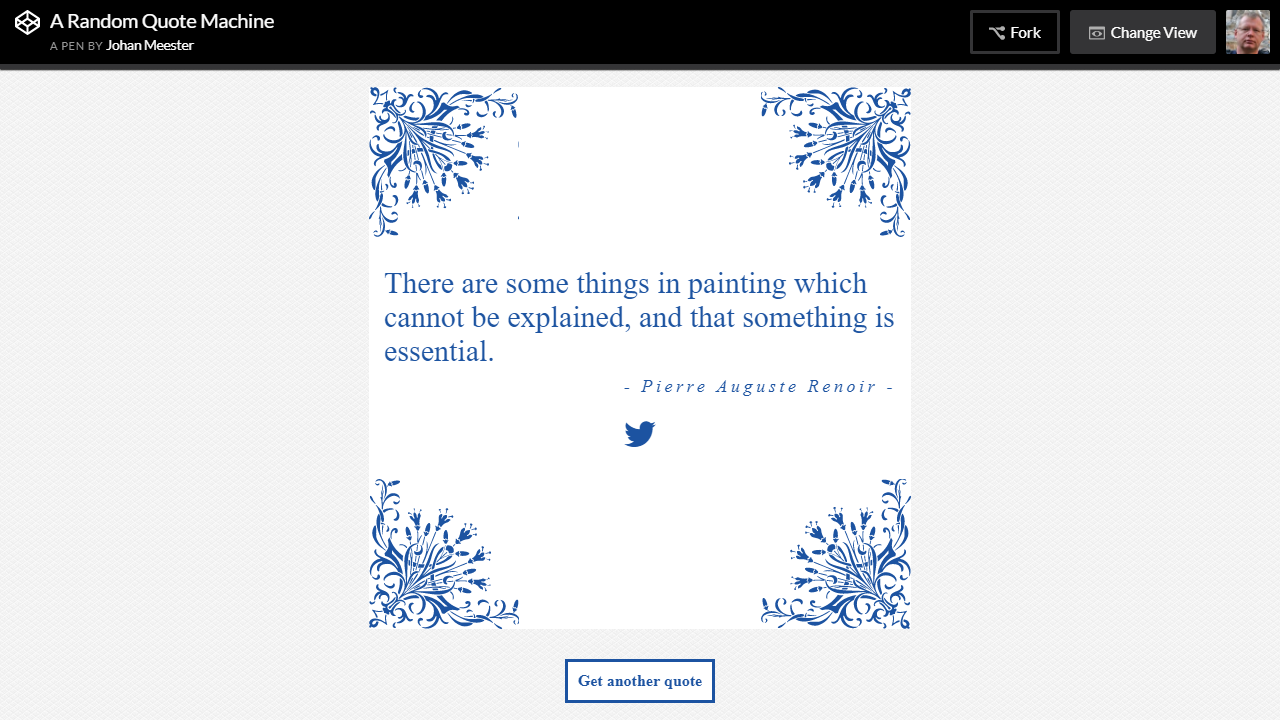 A Random Quote Machine
A PEN BY Johan Meester
Fork
Change View
There are some things in painting which
cannot be explained, and that something is
essential.
- Pierre Auguste Renoir -
Get another quote